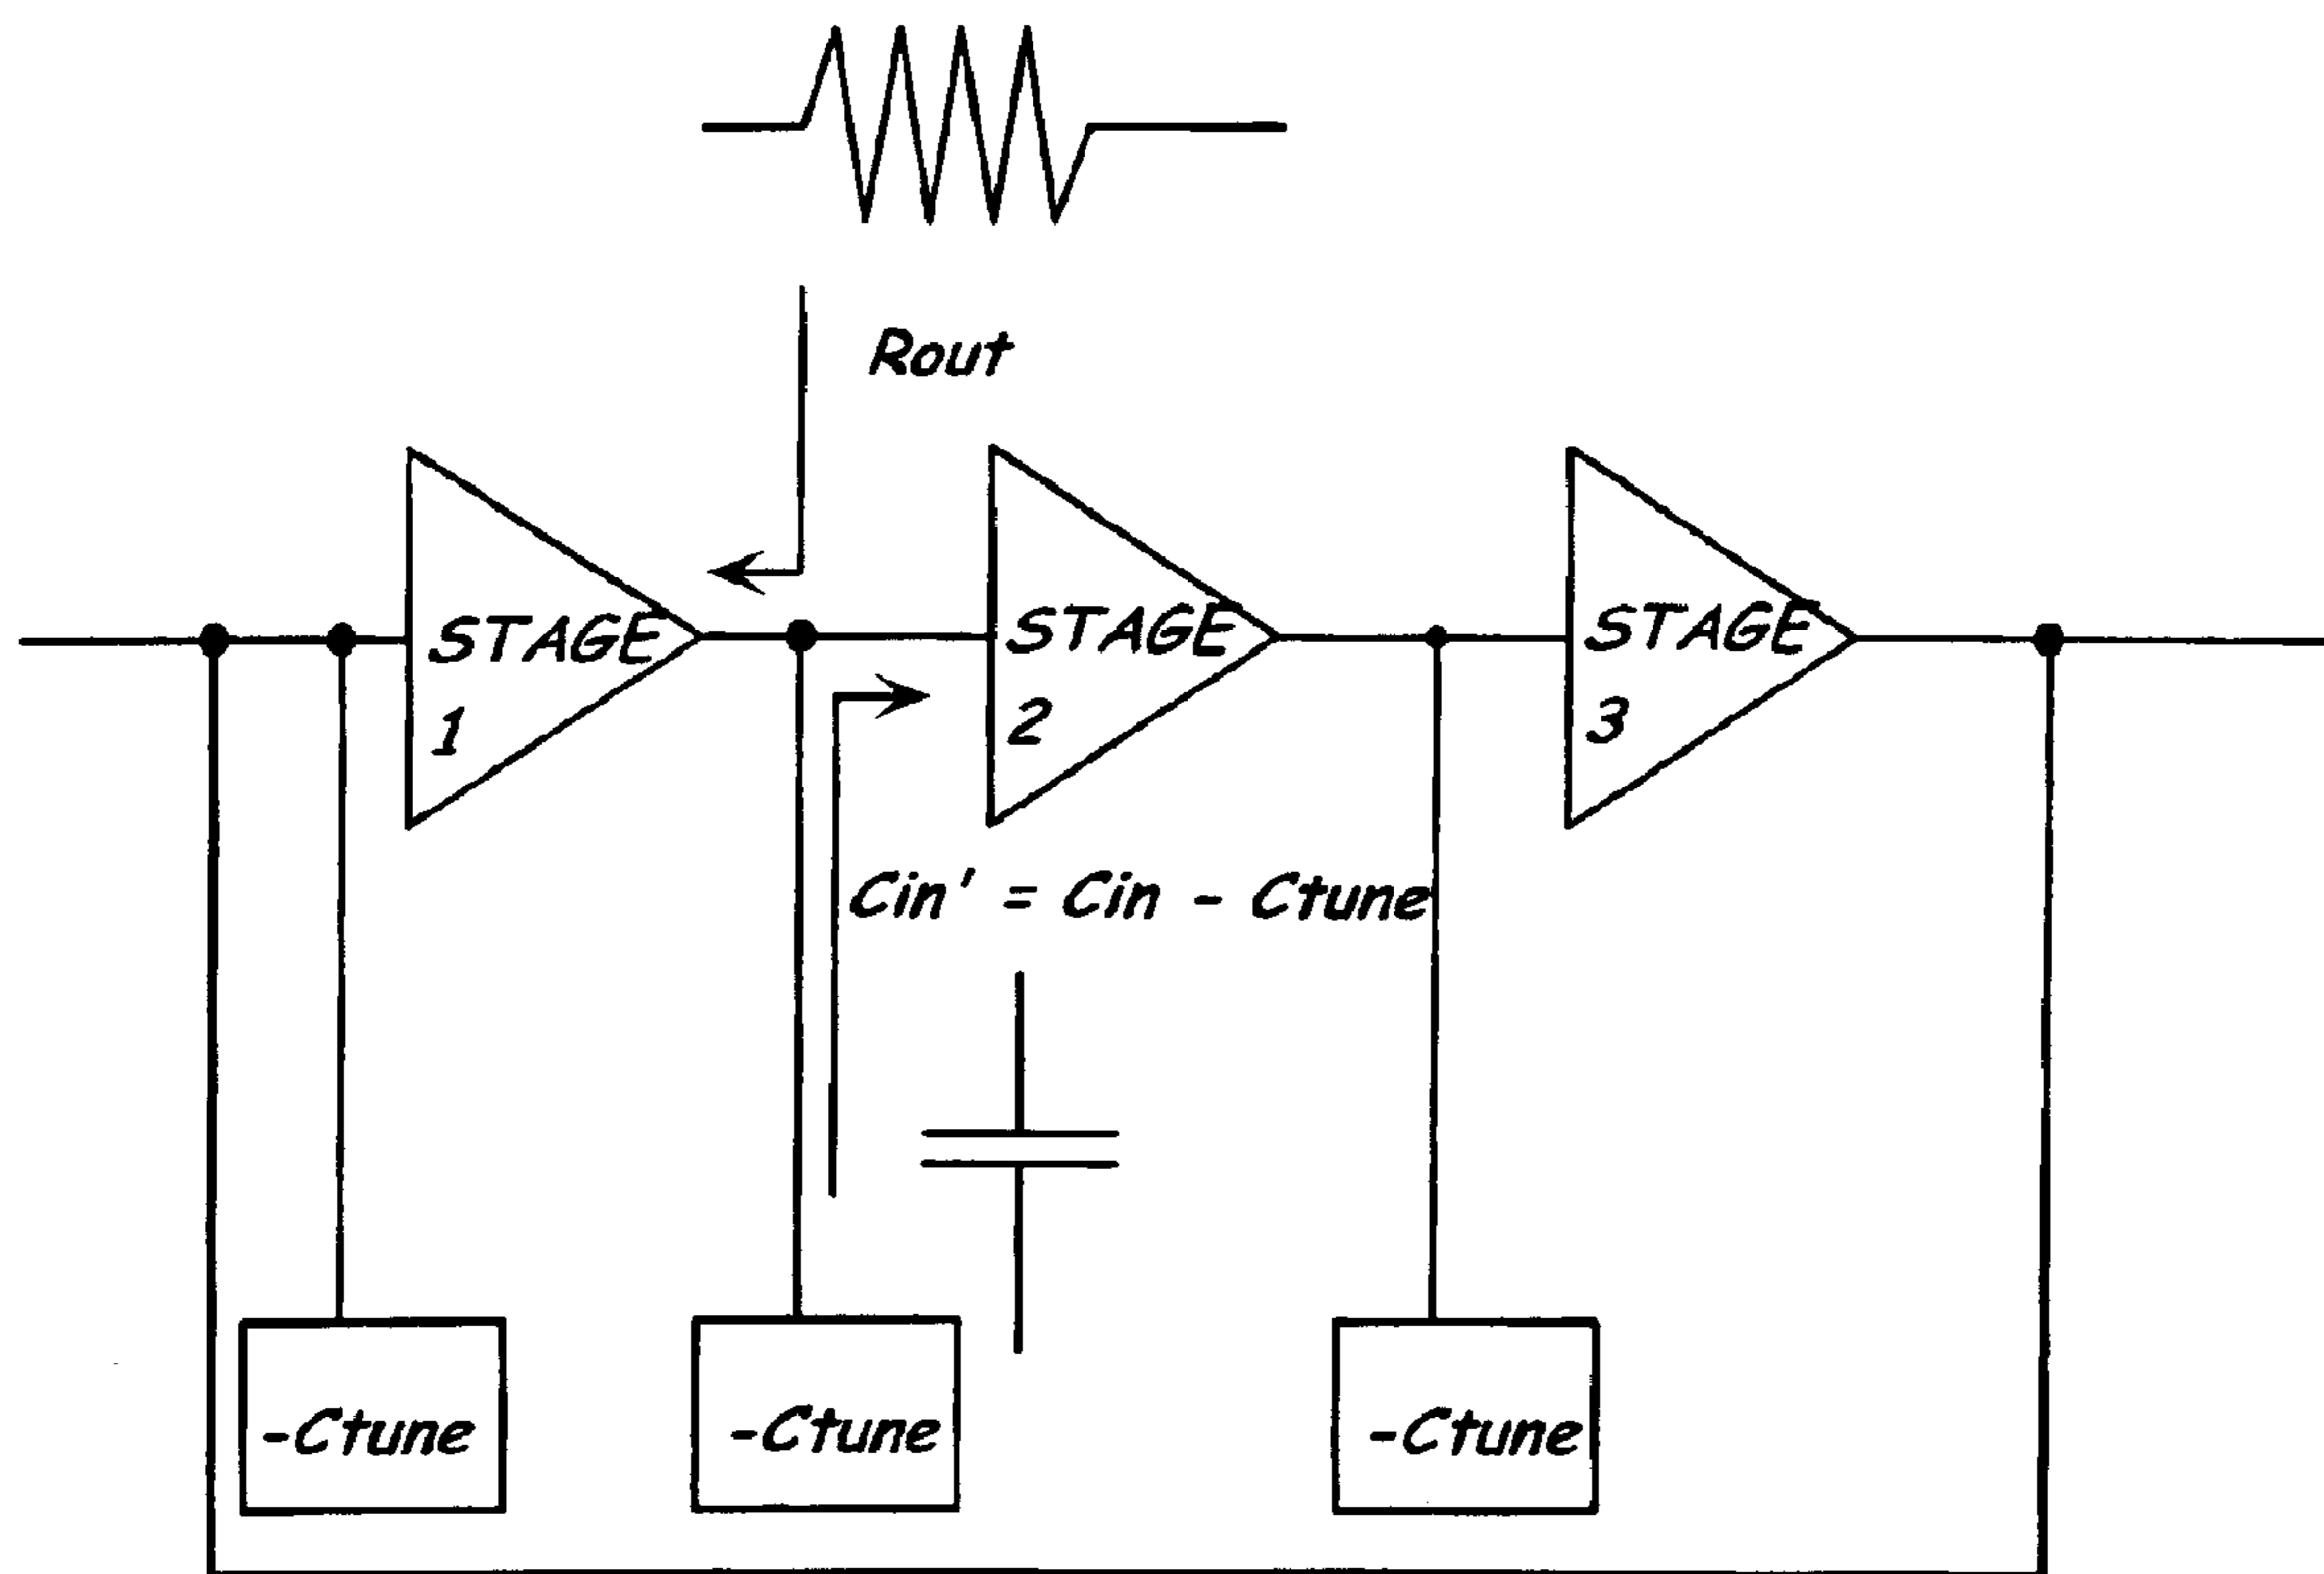 Rout
STAGE
1
STAGE
2
STAGE
3
Cin' = Cin - Ctune
-Ctune
-Ctune
-Ctune